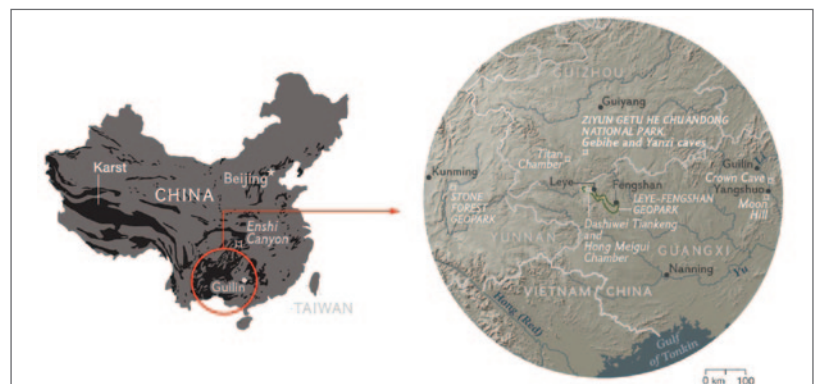 Karst
CHINA
Beijing
Enshi
Canyon
Guilin
TAIWAN
GUIZHOU
Guiyang
ZIYUN GETU HE CHUANDONG
NATIONAL PARK,
Gebihe and Yanzi caves
Titan
Chamber
Kunming
Guilin
Li
Crown Cave
Yangshuo
Moon
Hill
Leye
Fengshan
STONE
FOREST
GEOPARK
LEYE–FENGSHAN
GEOPARK
Dashiwei Tiankeng
and
Hong Meigui
Chamber
GUANGXI
Nanning
Yu
VIETNAM
CHINA
Hong (Red)
Gulf
of Tonkin
0 km 100